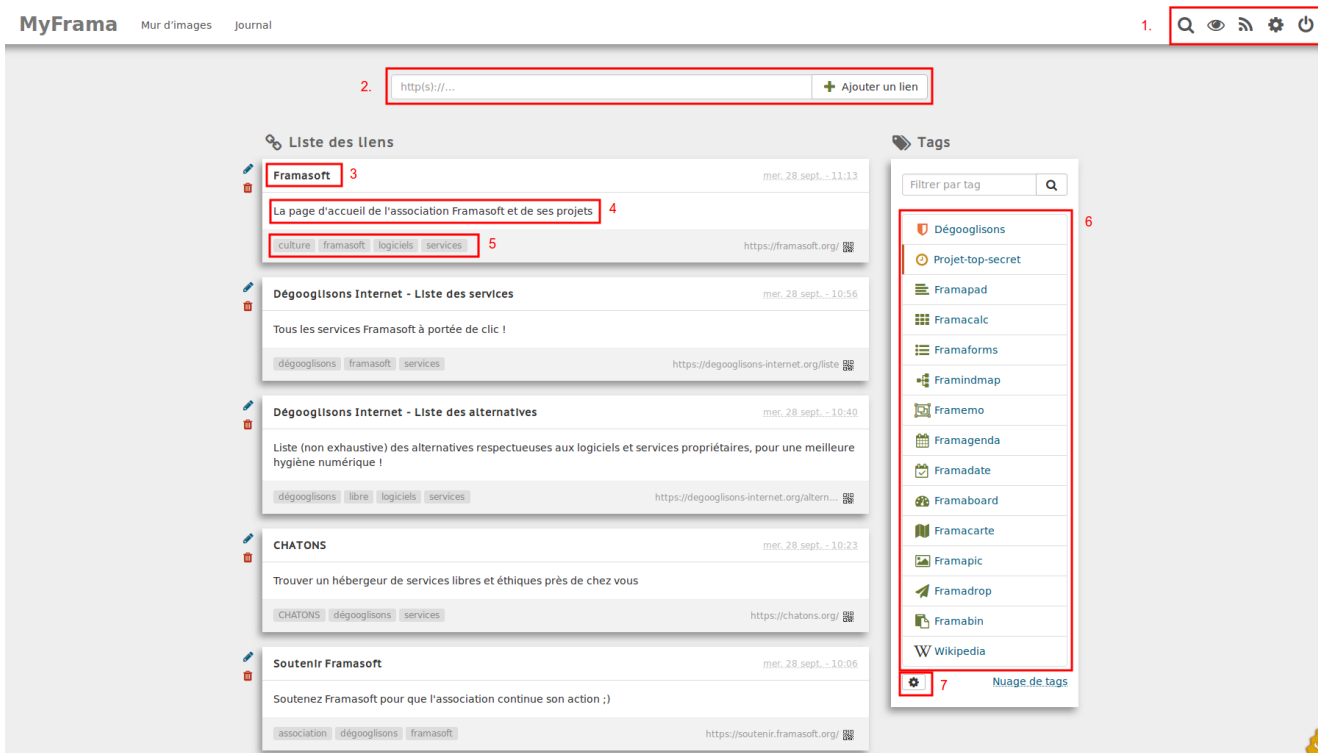 MyFrama Mur d'images Journal 1.
2. http(s)://... Ajouter un lien
Liste des liens
Framasoft 3 mer. 28 sept. - 11:13
La page d'accueil de l'association Framasoft et de ses projets 4
culture framasoft logiciels services 5 https://framasoft.org/
Dégooglisons Internet - Liste des services mer. 28 sept. - 10:56
Tous les services Framasoft à portée de clic !
dégooglisons framasoft services https://degooglisons-internet.org/liste
Dégooglisons Internet - Liste des alternatives mer. 28 sept. - 10:40
Liste (non exhaustive) des alternatives respectueuses aux logiciels et services propriétaires, pour une meilleure
hygiène numérique !
dégooglisons libre logiciels services https://degooglisons-internet.org/altern...
CHATONS mer. 28 sept. - 10:23
Trouver un hébergeur de services libres et éthiques près de chez vous
CHATONS dégooglisons services https://chatons.org/
Soutenir Framasoft mer. 28 sept. - 10:06
Soutenez Framasoft pour que l'association continue son action ;)
association dégooglisons framasoft https://soutenir.framasoft.org/
Tags
Filtrer par tag
6
Dégooglisons
Projet-top-secret
Framapad
Framacalc
Framaforms
Framindmap
Framemo
Framagenda
Framadate
Framaboard
Framacarte
Framapic
Framadrop
Framabin
W Wikipedia
7 Nuage de tags